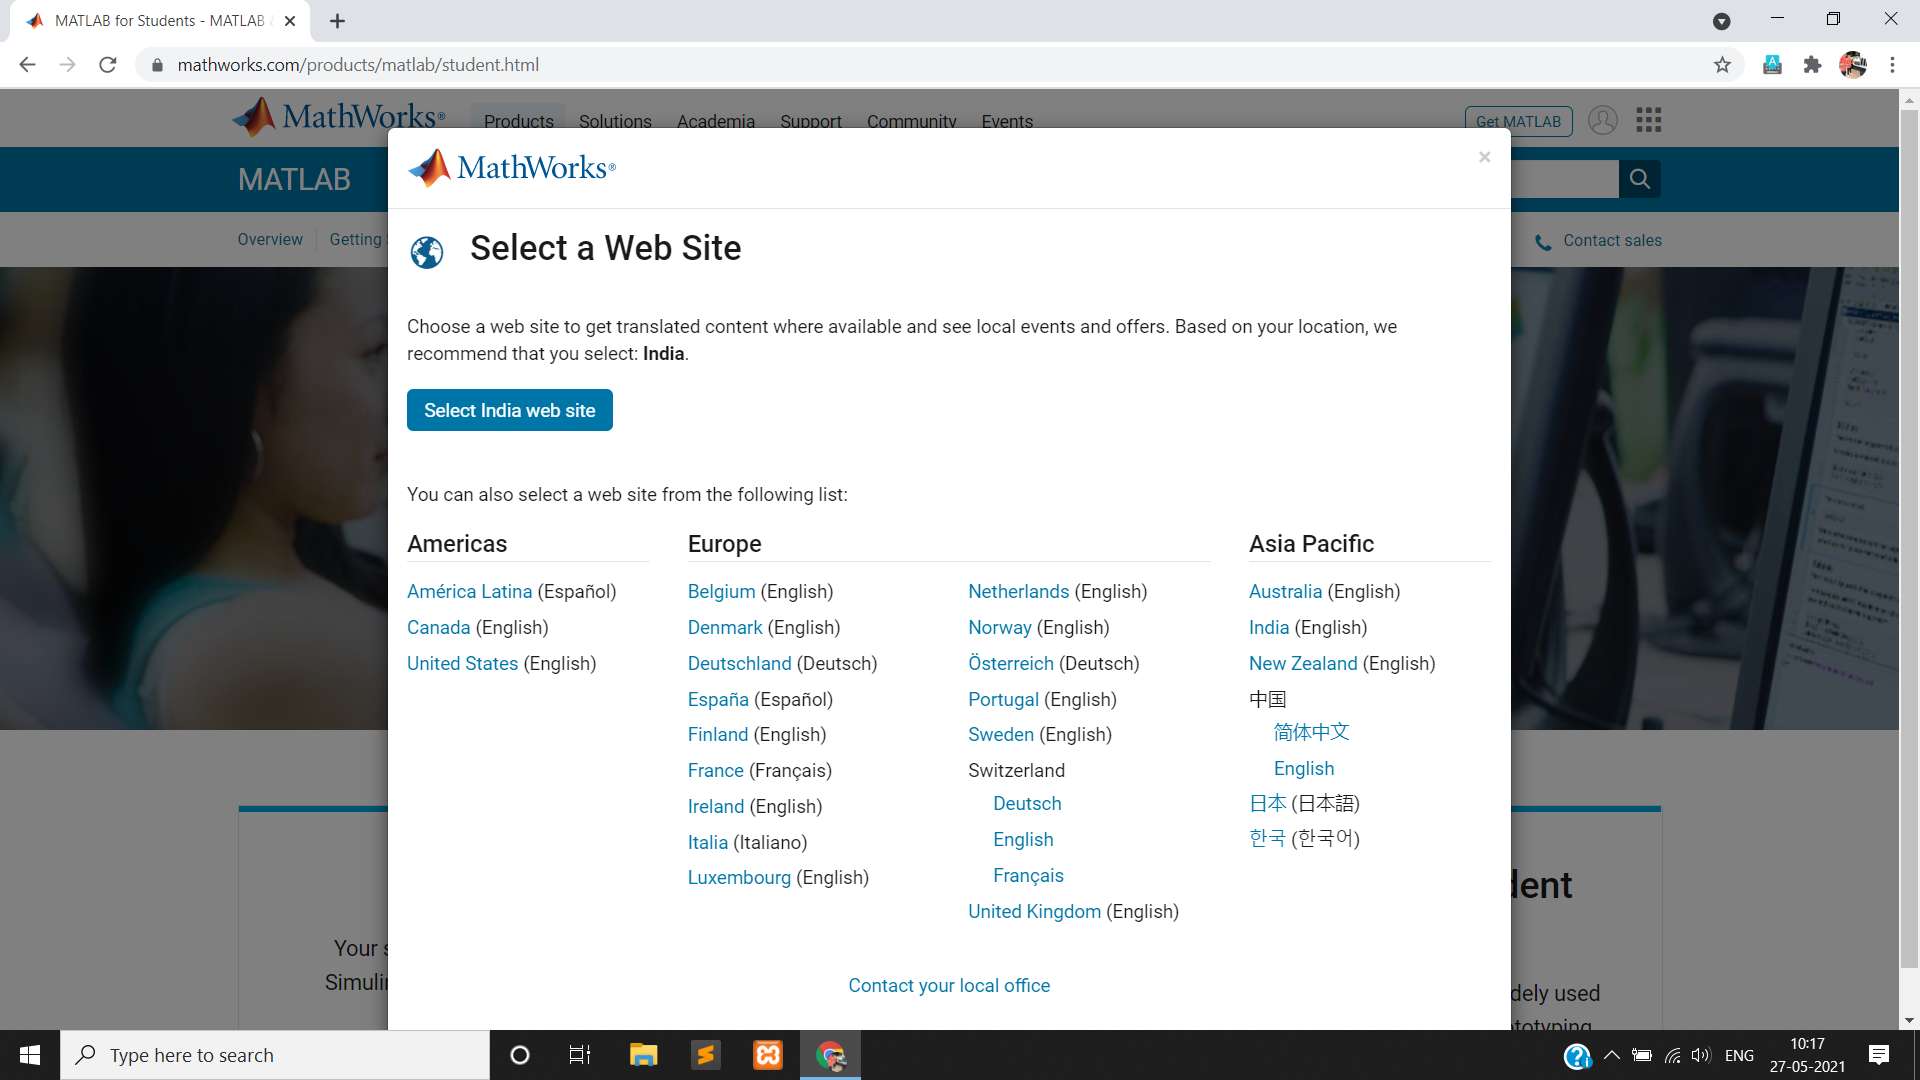 MATLAB for Students - MATLAB
mathworks.com/products/matlab/student.html
MathWorks®
Products Solutions Academia Support Community Events
Get MATLAB
MATLAB
Overview Getting
Contact sales
MathWorks®
×
Select a Web Site
Choose a web site to get translated content where available and see local events and offers. Based on your location, we
recommend that you select: India.
Select India web site
You can also select a web site from the following list:
Americas
América Latina (Español)
Canada (English)
United States (English)
Europe
Belgium (English)
Denmark (English)
Deutschland (Deutsch)
España (Español)
Finland (English)
France (Français)
Ireland (English)
Italia (Italiano)
Luxembourg (English)
Netherlands (English)
Norway (English)
Österreich (Deutsch)
Portugal (English)
Sweden (English)
Switzerland
Deutsch
English
Français
United Kingdom (English)
Asia Pacific
Australia (English)
India (English)
New Zealand (English)
中国
简体中文
English
日本 (日本語)
한국 (한국어)
Contact your local office
Your
dent
dely used
totyping
Type here to search
ENG
10:17
27-05-2021